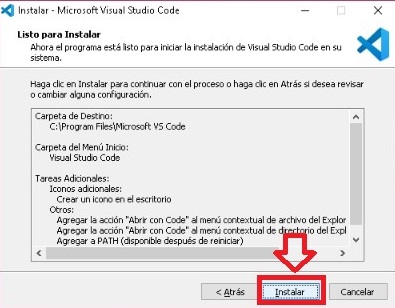 Instalar - Microsoft Visual Studio Code
Listo para Instalar
Ahora el programa está listo para iniciar la instalación de Visual Studio Code en su
sistema.
Haga clic en Instalar para continuar con el proceso o haga clic en Atrás si desea revisar
o cambiar alguna configuración.
Carpeta de Destino:
C:\Program Files\Microsoft VS Code
Carpeta del Menú Inicio:
Visual Studio Code
Tareas Adicionales:
Iconos adicionales:
Crear un icono en el escritorio
Otros:
Agregar la acción "Abrir con Code" al menú contextual de archivo del Explor
Agregar la acción "Abrir con Code" al menú contextual de directorio del Expl
Agregar a PATH (disponible después de reiniciar)
< Atrás
Instalar
Cancelar